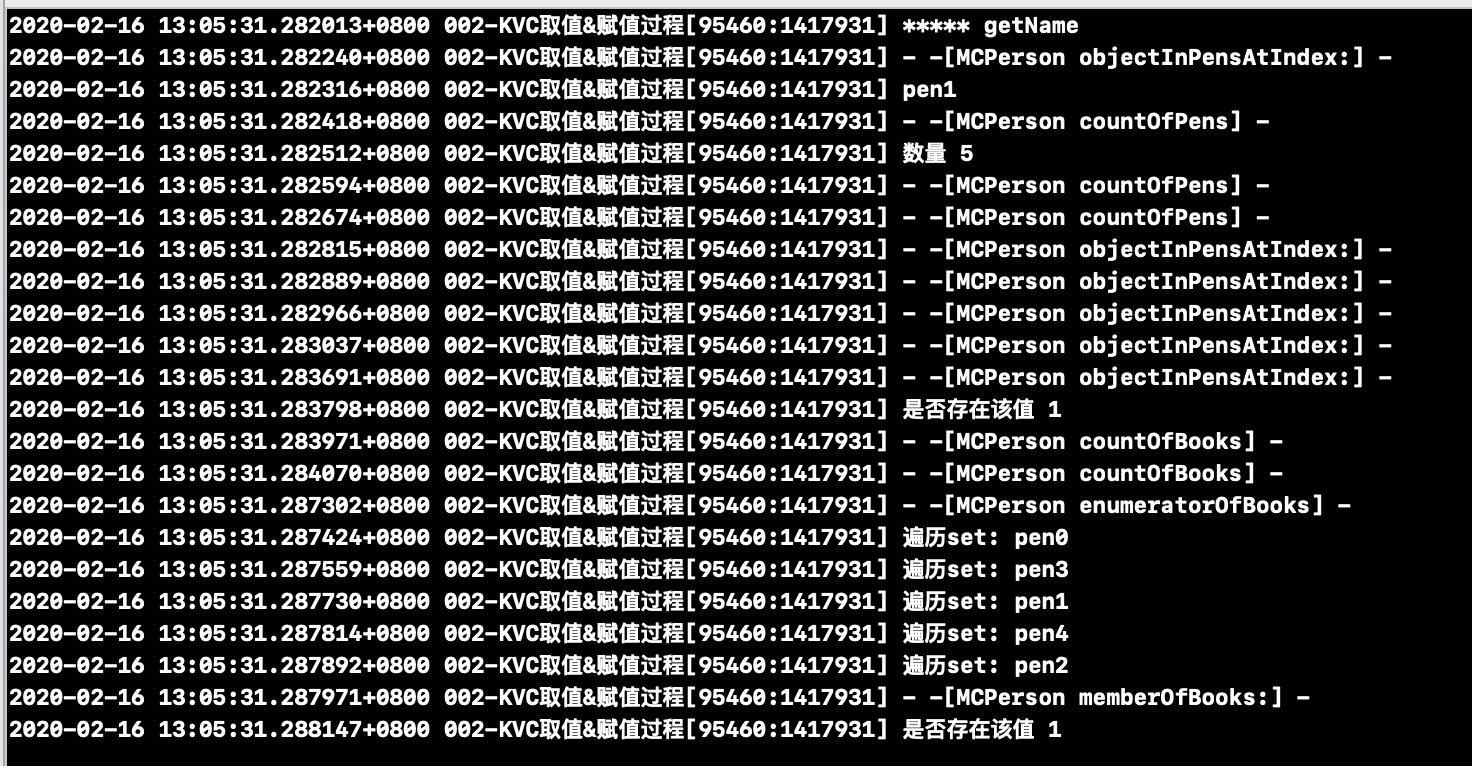 2020-02-16 13:05:31.282013+0800 002-KVC取值&赋值过程[95460:1417931] ***** getName
2020-02-16 13:05:31.282240+0800 002-KVC取值&赋值过程[95460:1417931] - -[MCPerson objectInPensAtIndex:] -
2020-02-16 13:05:31.282316+0800 002-KVC取值&赋值过程[95460:1417931] pen1
2020-02-16 13:05:31.282418+0800 002-KVC取值&赋值过程[95460:1417931] - -[MCPerson countOfPens] -
2020-02-16 13:05:31.282512+0800 002-KVC取值&赋值过程[95460:1417931] 数量 5
2020-02-16 13:05:31.282594+0800 002-KVC取值&赋值过程[95460:1417931] - -[MCPerson countOfPens] -
2020-02-16 13:05:31.282674+0800 002-KVC取值&赋值过程[95460:1417931] - -[MCPerson countOfPens] -
2020-02-16 13:05:31.282815+0800 002-KVC取值&赋值过程[95460:1417931] - -[MCPerson objectInPensAtIndex:] -
2020-02-16 13:05:31.282889+0800 002-KVC取值&赋值过程[95460:1417931] - -[MCPerson objectInPensAtIndex:] -
2020-02-16 13:05:31.282966+0800 002-KVC取值&赋值过程[95460:1417931] - -[MCPerson objectInPensAtIndex:] -
2020-02-16 13:05:31.283037+0800 002-KVC取值&赋值过程[95460:1417931] - -[MCPerson objectInPensAtIndex:] -
2020-02-16 13:05:31.283691+0800 002-KVC取值&赋值过程[95460:1417931] - -[MCPerson objectInPensAtIndex:] -
2020-02-16 13:05:31.283798+0800 002-KVC取值&赋值过程[95460:1417931] 是否存在该值 1
2020-02-16 13:05:31.283971+0800 002-KVC取值&赋值过程[95460:1417931] - -[MCPerson countOfBooks] -
2020-02-16 13:05:31.284070+0800 002-KVC取值&赋值过程[95460:1417931] - -[MCPerson countOfBooks] -
2020-02-16 13:05:31.287302+0800 002-KVC取值&赋值过程[95460:1417931] - -[MCPerson enumeratorOfBooks] -
2020-02-16 13:05:31.287424+0800 002-KVC取值&赋值过程[95460:1417931] 遍历set: pen0
2020-02-16 13:05:31.287559+0800 002-KVC取值&赋值过程[95460:1417931] 遍历set: pen3
2020-02-16 13:05:31.287730+0800 002-KVC取值&赋值过程[95460:1417931] 遍历set: pen1
2020-02-16 13:05:31.287814+0800 002-KVC取值&赋值过程[95460:1417931] 遍历set: pen4
2020-02-16 13:05:31.287892+0800 002-KVC取值&赋值过程[95460:1417931] 遍历set: pen2
2020-02-16 13:05:31.287971+0800 002-KVC取值&赋值过程[95460:1417931] - -[MCPerson memberOfBooks:] -
2020-02-16 13:05:31.288147+0800 002-KVC取值&赋值过程[95460:1417931] 是否存在该值 1